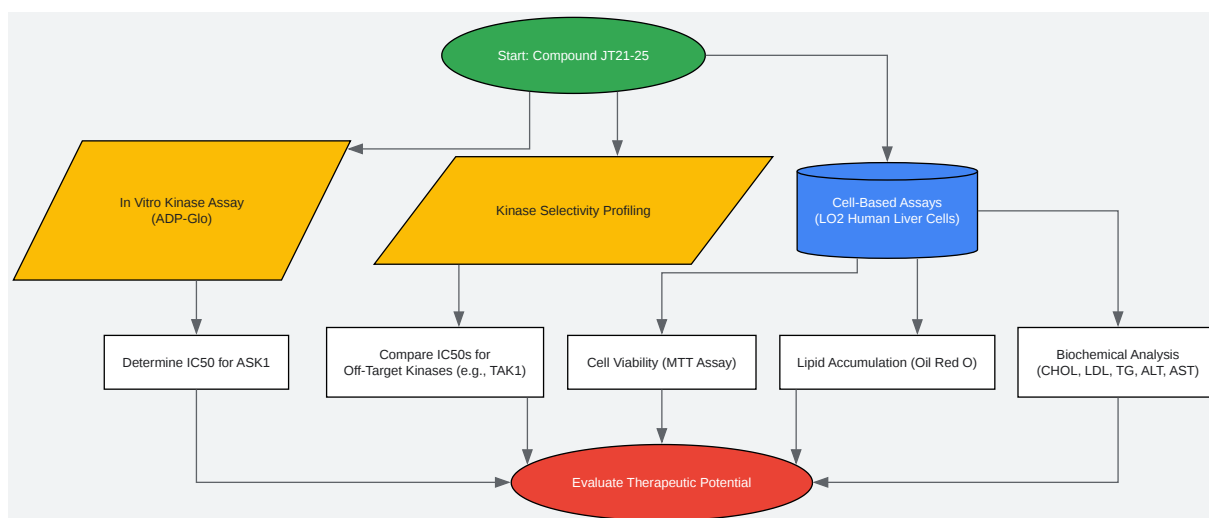 Start: Compound JT21-25
In Vitro Kinase Assay
(ADP-Glo)
Kinase Selectivity Profiling
Cell-Based Assays
(LO2 Human Liver Cells)
Determine IC50 for ASK1
Compare IC50s for
Off-Target Kinases (e.g., TAK1)
Cell Viability (MTT Assay)
Lipid Accumulation (Oil Red O)
Biochemical Analysis
(CHOL, LDL, TG, ALT, AST)
Evaluate Therapeutic Potential